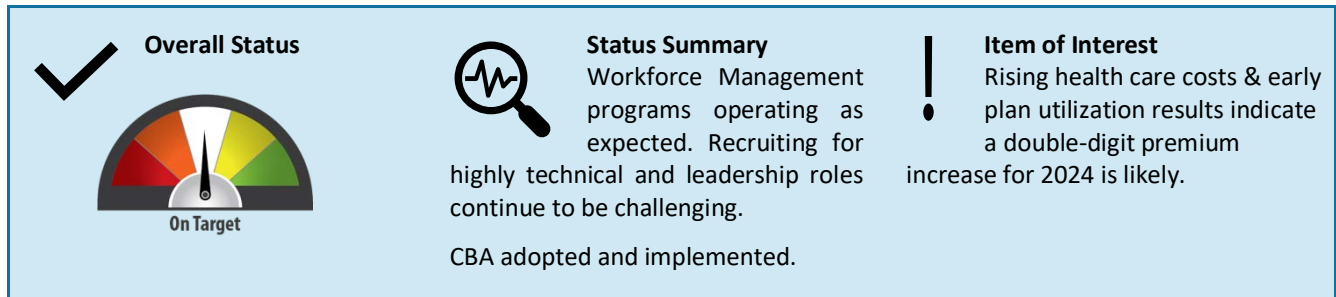 Overall Status
On Target
Status Summary
Workforce Management
programs operating as
expected. Recruiting for
highly technical and leadership roles
continue to be challenging.
CBA adopted and implemented.
Item of Interest
Rising health care costs & early
plan utilization results indicate
a double-digit premium
increase for 2024 is likely.